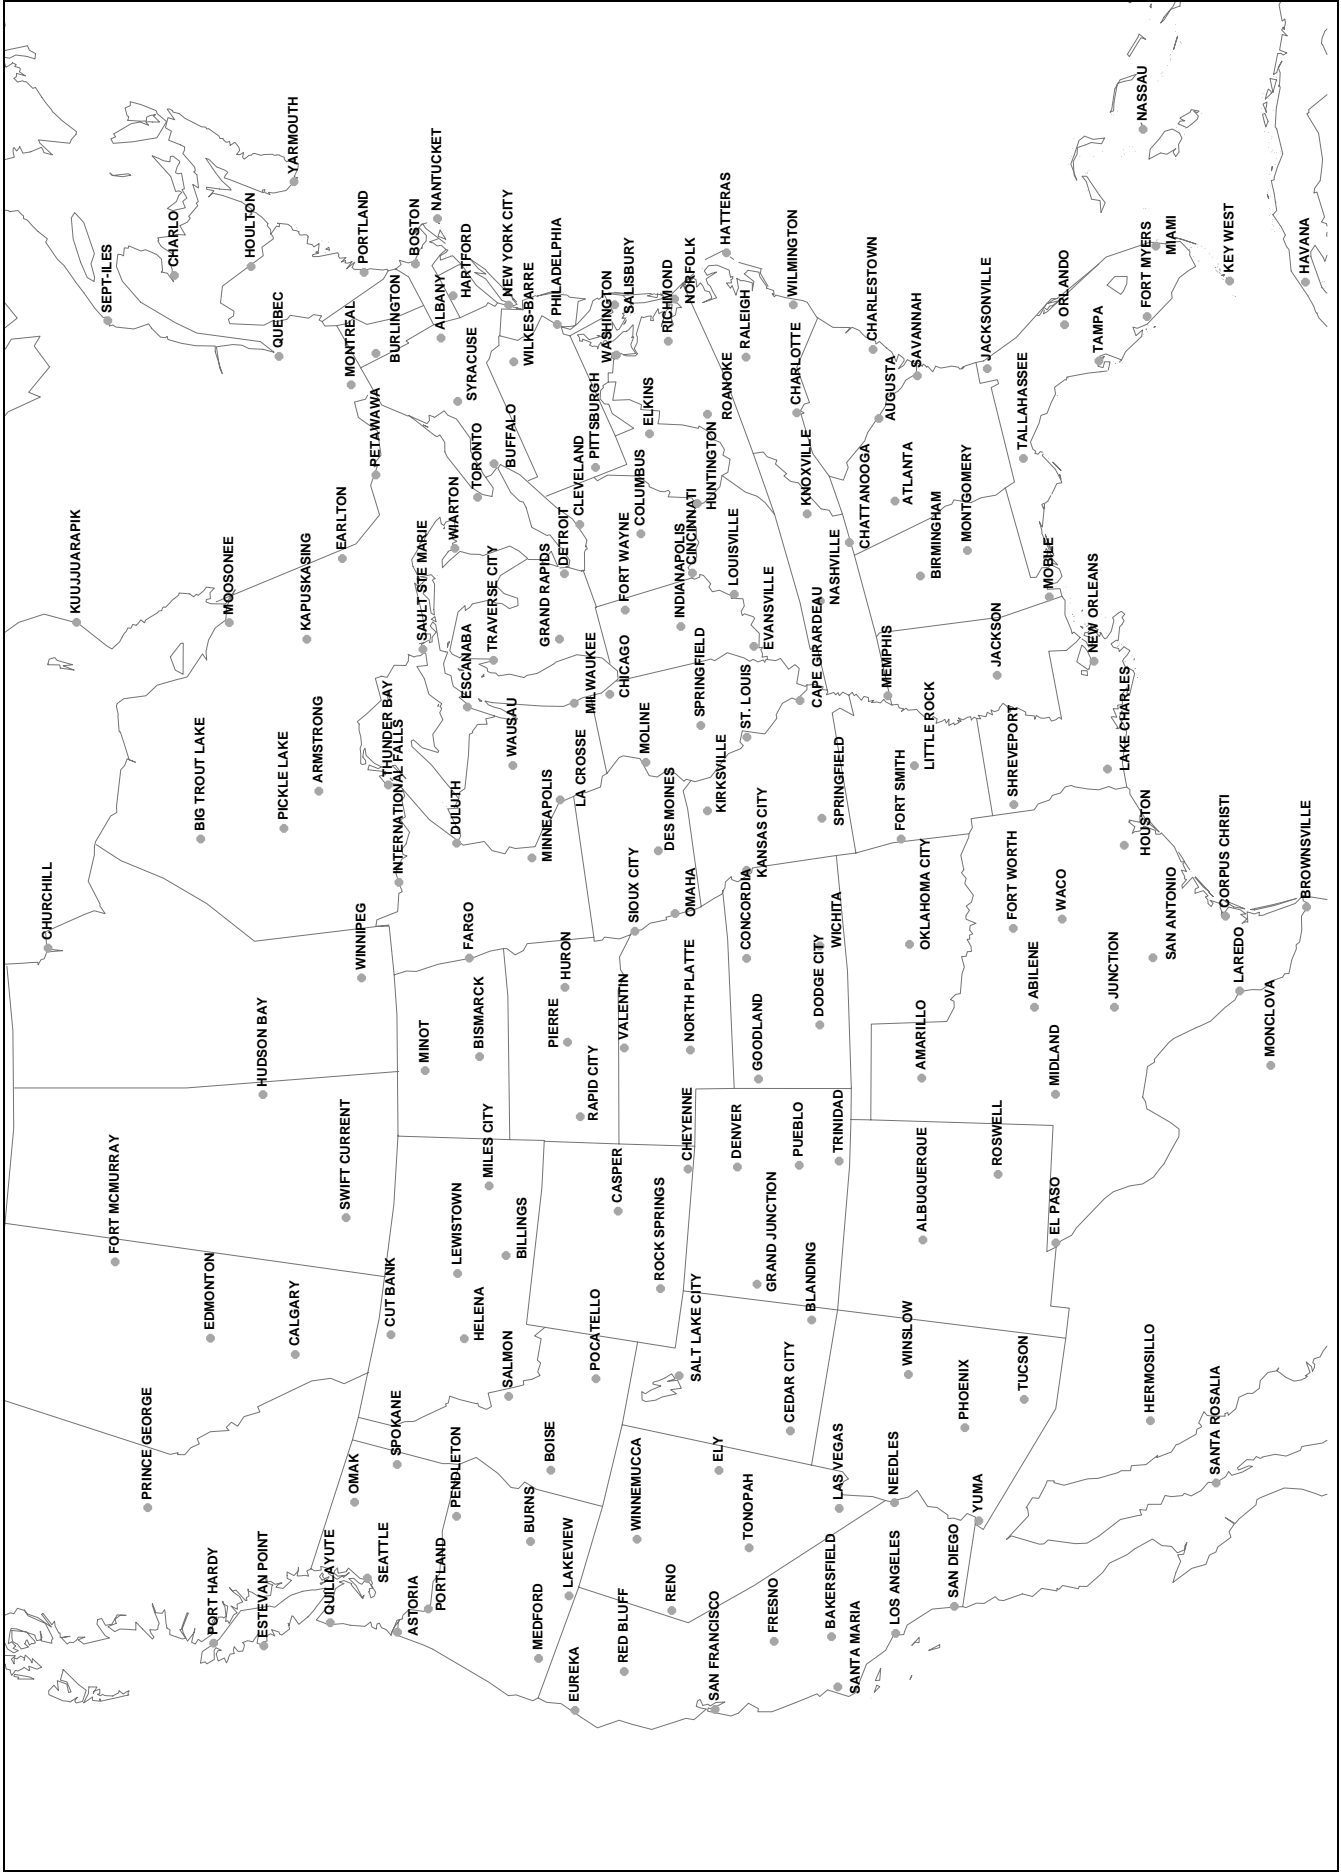 CHURCHILL
KUUJUARAPIK
SEPT-ILES
FORT MCMURRAY
PRINCE GEORGE
CHARLO
BIG TROUT LAKE
EDMONTON
PORT HARDY
MOOSONEE
HOULTON
HUDSON BAY
ESTEVAN POINT
QUEBEC
PICKLE LAKE
YARMOUTH
CALGARY
KAPUSKASING
ARMSTRONG
QUILLAYUTE
EARLTON
SWIFT CURRENT
MONTREAL
OMAK
WINNIPEG
PORTLAND
SEATTLE
PETAWAWA
BURLINGTON
THUNDER BAY
CUT BANK
SPOKANE
INTERNATIONAL FALLS
ASTORIA
BOSTON
SAULT STE MARIE
MINOT
PORTLAND
NANTUCKET
ALBANY
HARTFORD
WIARTON
DULUTH
PENDLETON
LEWISTOWN
SYRACUSE
HELENA
ESCANABA
FARGO
TORONTO
BISMARCK
MILES CITY
TRAVERSE CITY
BUFFALO
NEW YORK CITY
SALMON
BILLINGS
WAUSAU
WILKES-BARRE
BURNS
MINNEAPOLIS
MEDFORD
BOISE
GRAND RAPIDS
PIERRE
PHILADELPHIA
DETROIT
HURON
LA CROSSE
LAKEVIEW
EUREKA
CLEVELAND
MILWAUKEE
RAPID CITY
POCATELLO
PITTSBURGH
WASHINGTON
SALISBURY
CHICAGO
CASPER
FORT WAYNE
VALENTIN
RED BLUFF
SIOUX CITY
WINNEMUCCA
COLUMBUS
MOLINE
ELKINS
DES MOINES
ROCK SPRINGS
RICHMOND
RENO
NORFOLK
INDIANAPOLIS
OMAHA
CINCINNATI
NORTH PLATTE
CHEYENNE
SALT LAKE CITY
SPRINGFIELD
HUNTINGTON
KIRKSVILLE
ROANOKE
HATTERAS
SAN FRANCISCO
ELY
LOUISVILLE
DENVER
RALEIGH
ST. LOUIS
CONCORDIA
TONOPAH
KANSAS CITY
GOODLAND
EVANSVILLE
GRAND JUNCTION
FRESNO
WILMINGTON
CHARLOTTE
CEDAR CITY
PUEBLO
KNOXVILLE
CAPE GIRARDEAU
BLANDING
DODGE CITY
NASHVILLE
WICHITA
SPRINGFIELD
BAKERSFIELD
TRINIDAD
LAS VEGAS
SANTA MARIA
CHATTANOOGA
CHARLESTOWN
AUGUSTA
MEMPHIS
NEEDLES
LOS ANGELES
FORT SMITH
ATLANTA
SAVANNAH
WINSLOW
LITTLE ROCK
OKLAHOMA CITY
AMARILLO
ALBUQUERQUE
BIRMINGHAM
SAN DIEGO
PHOENIX
MONTGOMERY
YUMA
JACKSONVILLE
JACKSON
ROSWELL
SHREVEPORT
FORT WORTH
TUCSON
TALLAHASSEE
ABILENE
MOBILE
MIDLAND
EL PASO
WACO
ORLANDO
NEW ORLEANS
TAMPA
JUNCTION
LAKE CHARLES
HOUSTON
NASSAU
FORT MYERS
HERMOSILLO
MIAMI
SAN ANTONIO
SANTA ROSALIA
CORPUS CHRISTI
KEY WEST
LAREDO
MONCLOVA
HAVANA
BROWNSVILLE